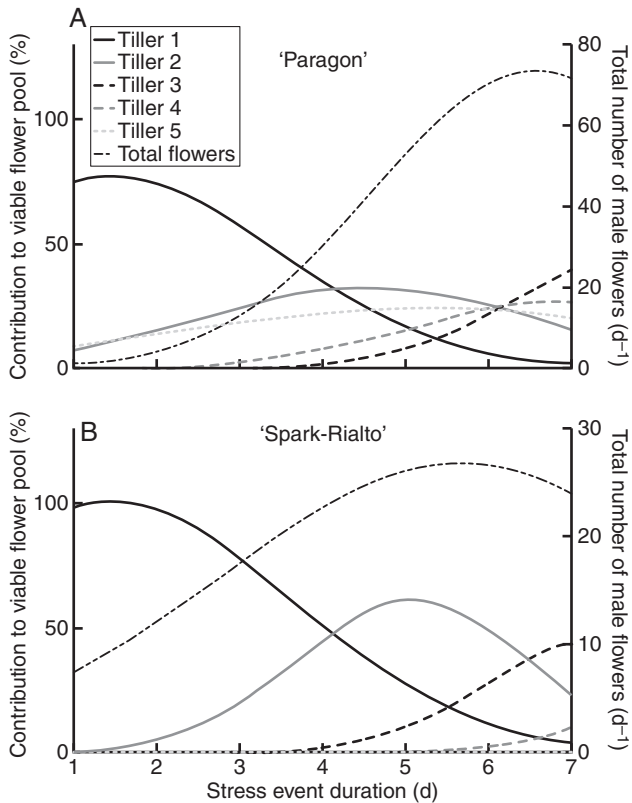 A
Tiller 1
Tiller 2
Tiller 3
Tiller 4
Tiller 5
Total flowers
'Paragon'
Contribution to viable flower pool (%)
100
50
0
80
60
40
20
0
Total number of male flowers (d–1)
B
'Spark-Rialto'
Contribution to viable flower pool (%)
100
50
0
30
20
10
0
Total number of male flowers (d–1)
1 2 3 4 5 6 7
Stress event duration (d)